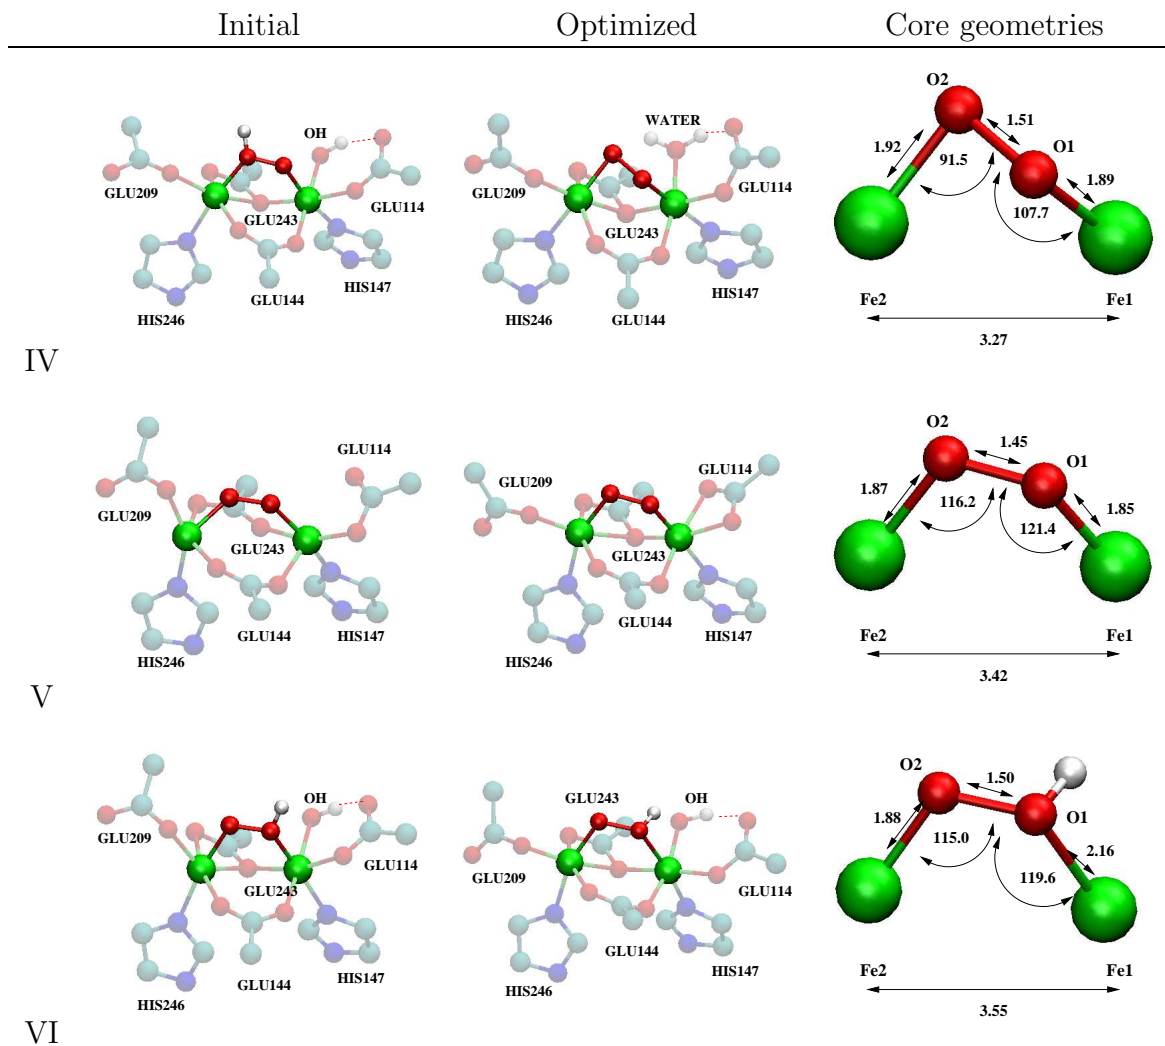 Initial Optimized Core geometries
OH
GLU209
GLU243
GLU114
HIS147
GLU144
HIS246
WATER
GLU209
GLU114
GLU243
HIS147
HIS246
GLU144
O2
1.51
O1
1.92
91.5
1.89
107.7
Fe2 Fe1
3.27
IV
GLU114
GLU209
GLU243
GLU144
HIS147
HIS246
GLU114
GLU209
GLU243
GLU144
HIS147
HIS246
O2
1.45
O1
1.87
116.2
1.85
121.4
Fe2 Fe1
3.42
V
OH
GLU209
GLU114
GLU243
GLU144
HIS147
HIS246
GLU243
OH
GLU209
GLU114
GLU144
HIS147
HIS246
O2
1.50
O1
1.88
115.0
2.16
119.6
Fe2 Fe1
3.55
VI